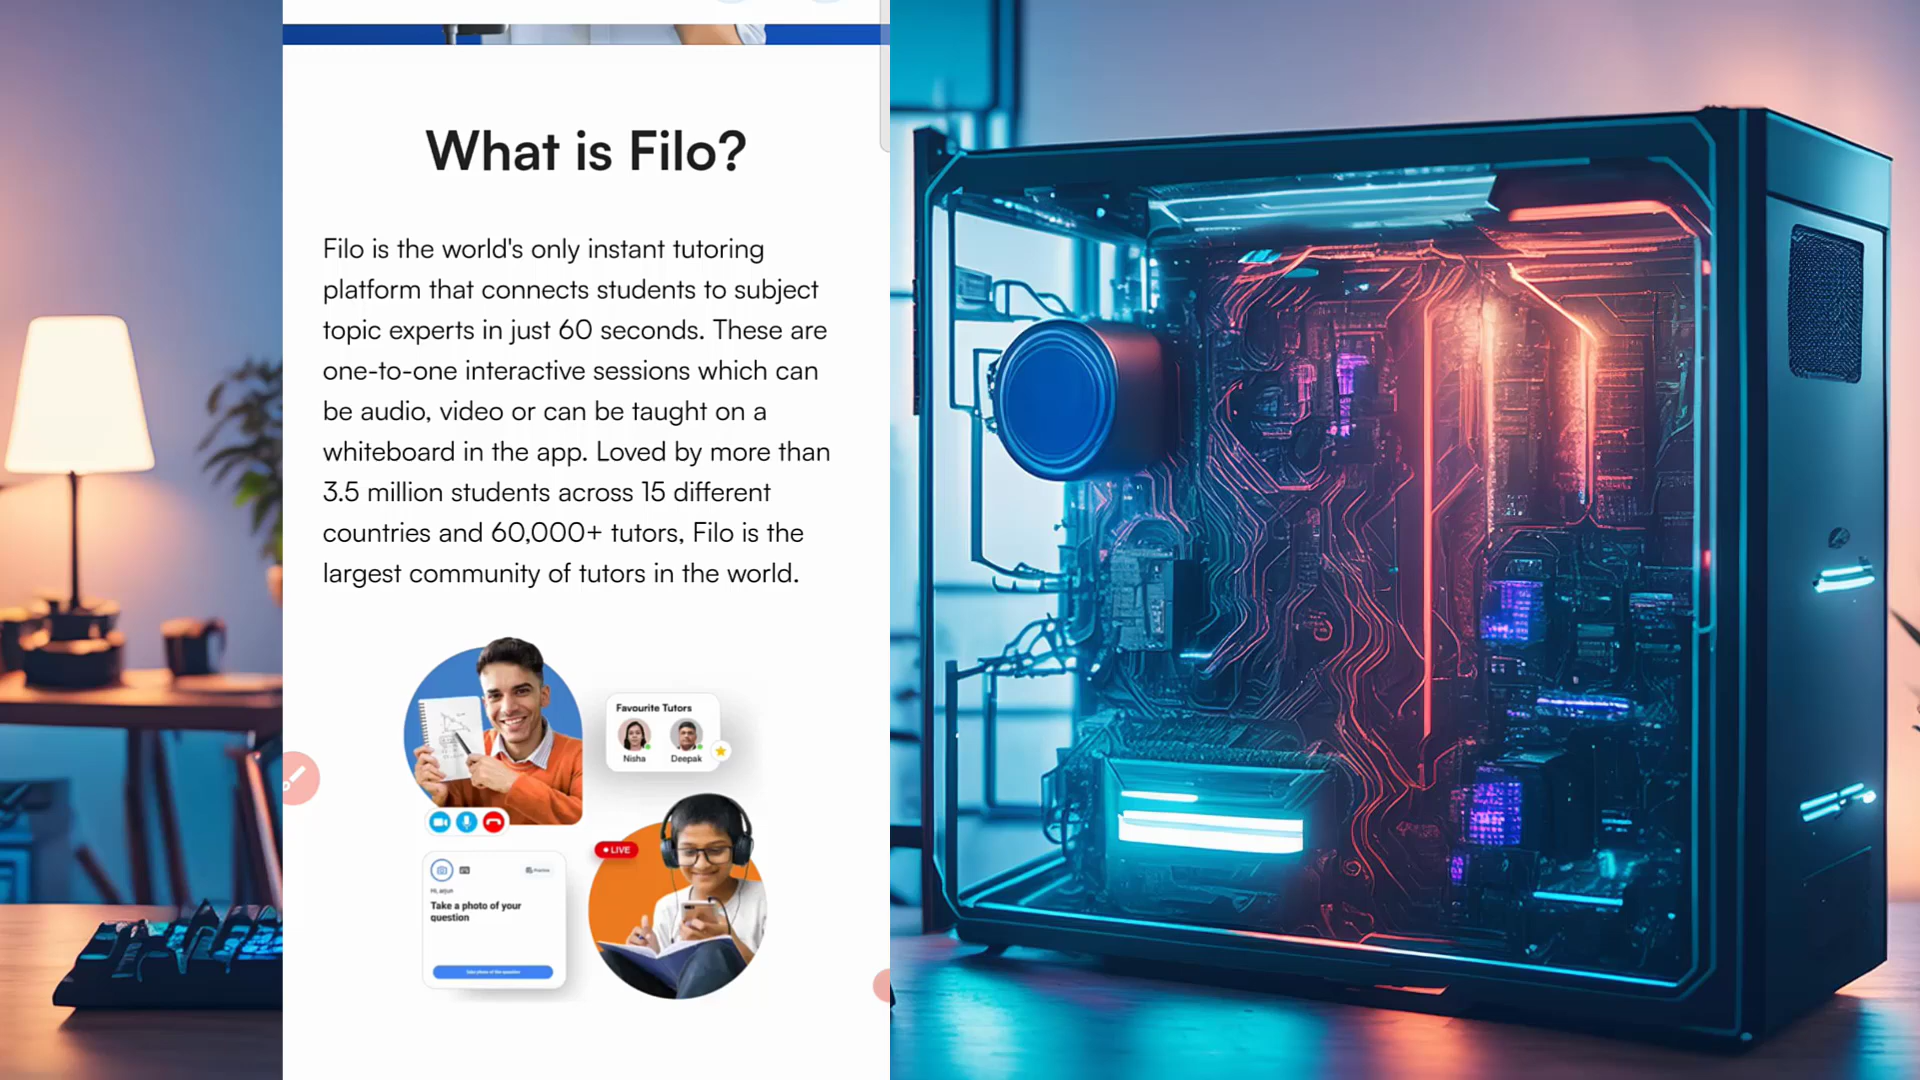 What is Filo?
Filo is the world's only instant tutoring
platform that connects students to subject
topic experts in just 60 seconds. These are
one-to-one interactive sessions which can
be audio, video or can be taught on a
whiteboard in the app. Loved by more than
3.5 million students across 15 different
countries and 60,000+ tutors, Filo is the
largest community of tutors in the world.
Favourite Tutors
Nisha Deepak
LIVE
Hi, arjun
Take a photo of your
question